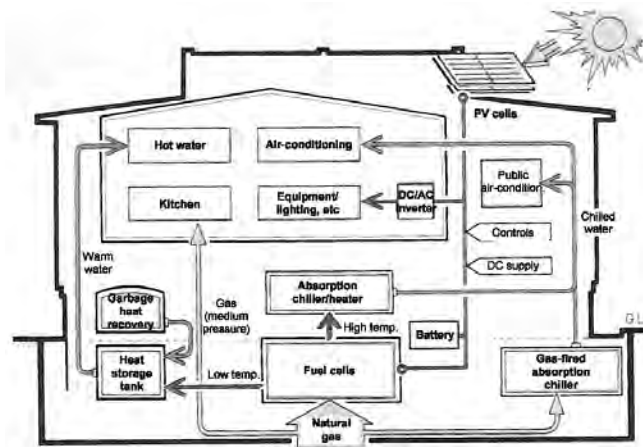 PV cells
Hot water
Air-conditioning
Public
air-condition.
Kitchen
Equipment/
lighting, etc
DC/AC
inverter
Controls
Chilled
water
Warm
water
DC supply
Absorption
chiller/heater
Garbage
heat
recovery
Gas
(medium
pressure)
High temp.
Battery
GL
Heat
storage
tank
Low temp.
Fuel cells
Gas-fired
absorption
chiller
Natural
gas